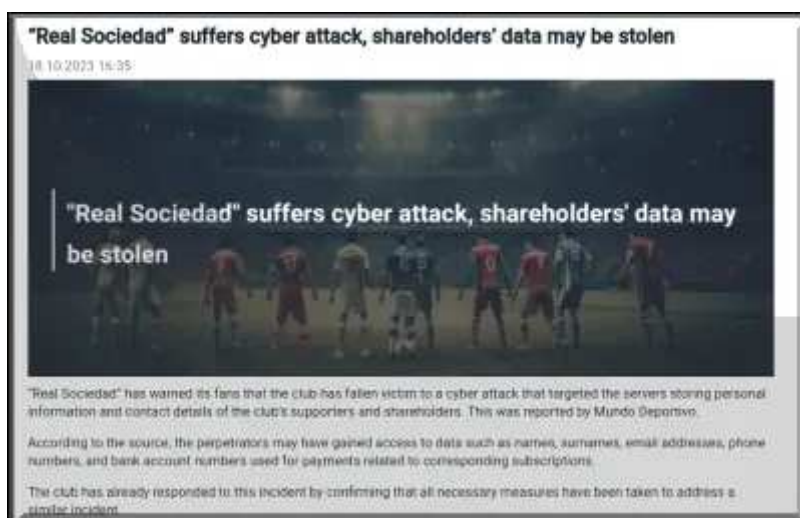 "Real Sociedad" suffers cyber attack, shareholders' data may be stolen
18.10.2023 16:35
"Real Sociedad" suffers cyber attack, shareholders' data may
be stolen
"Real Sociedad" has warned its fans that the club has fallen victim to a cyber attack that targeted the servers storing personal
information and contact details of the club's supporters and shareholders. This was reported by Mundo Deportivo.
According to the source, the perpetrators may have gained access to data such as names, surnames, email addresses, phone
numbers, and bank account numbers used for payments related to corresponding subscriptions.
The club has already responded to this incident by confirming that all necessary measures have been taken to address a
similar incident.